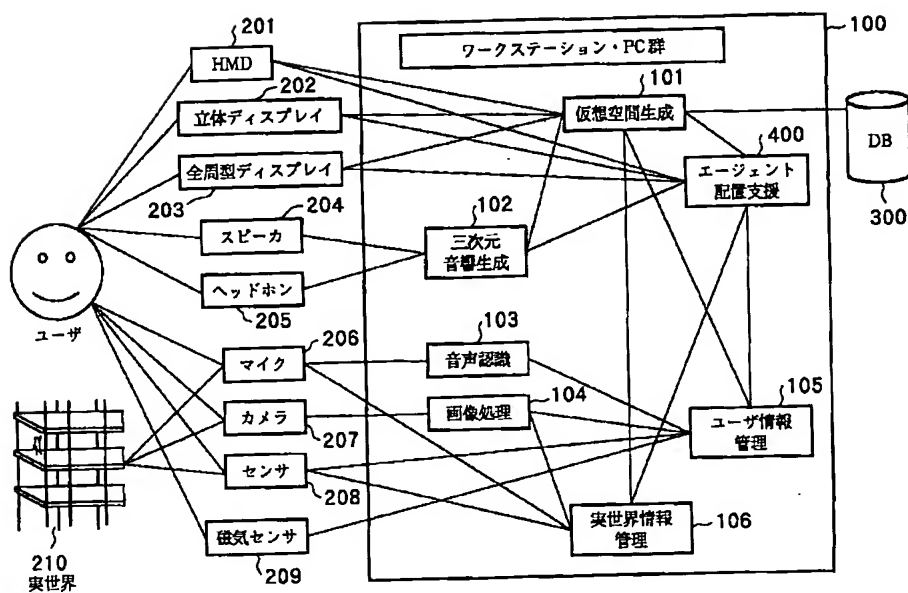 201
HMD
202
立体ディスプレイ
全周型ディスプレイ
203
204
スピーカ
ヘッドホン
205
ユーザ
206
マイク
カメラ
207
センサ
208
磁気センサ
209
210
実世界
100
ワークステーション・PC群
101
仮想空間生成
400
エージェント
配置支援
102
三次元
音響生成
103
音声認識
104
画像処理
105
ユーザ情報
管理
実世界情報
管理
106
DB
300